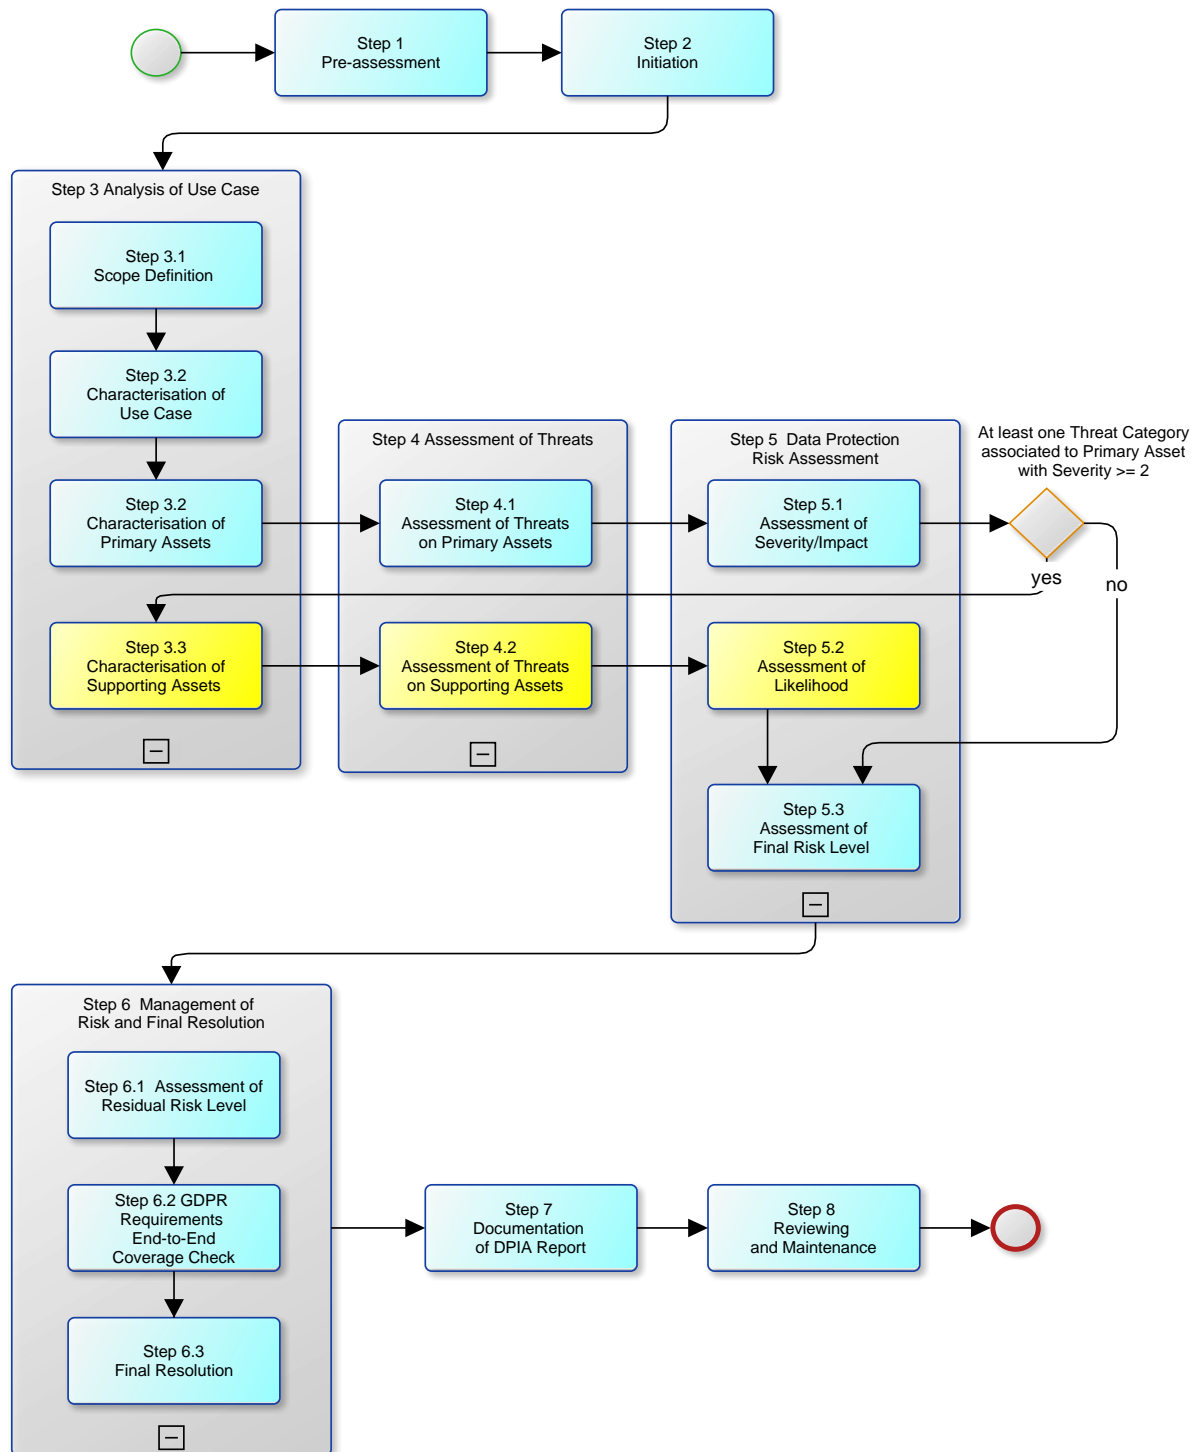 Step 1
Pre-assessment
Step 2
Initiation
Step 3 Analysis of Use Case
Step 3.1
Scope Definition
Step 3.2
Characterisation of
Use Case
Step 3.2
Characterisation of
Primary Assets
Step 4 Assessment of Threats
Step 4.1
Assessment of Threats
on Primary Assets
Step 5  Data Protection
Risk Assessment
Step 5.1
Assessment of
Severity/Impact
At least one Threat Category
associated to Primary Asset
with Severity >= 2
yes
no
Step 3.3
Characterisation of
Supporting Assets
Step 4.2
Assessment of Threats
on Supporting Assets
Step 5.2
Assessment of
Likelihood
Step 5.3
Assessment of
Final Risk Level
Step 6  Management of
Risk and Final Resolution
Step 6.1  Assessment of
Residual Risk Level
Step 6.2 GDPR
Requirements
End-to-End
Coverage Check
Step 6.3
Final Resolution
Step 7
Documentation
of DPIA Report
Step 8
Reviewing
and Maintenance